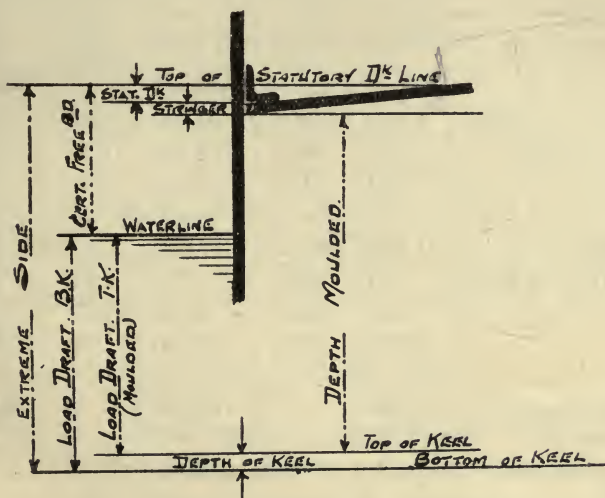 TOP OF STATUTORY DK LINE
STAT. DK
STRINGER
CERT. FREE BD.
WATERLINE
EXTREME SIDE
LOAD DRAFT. B.K.
LOAD DRAFT. T.K.
(MOULDED)
DEPTH MOULDED.
TOP OF KEEL
DEPTH OF KEEL
BOTTOM OF KEEL